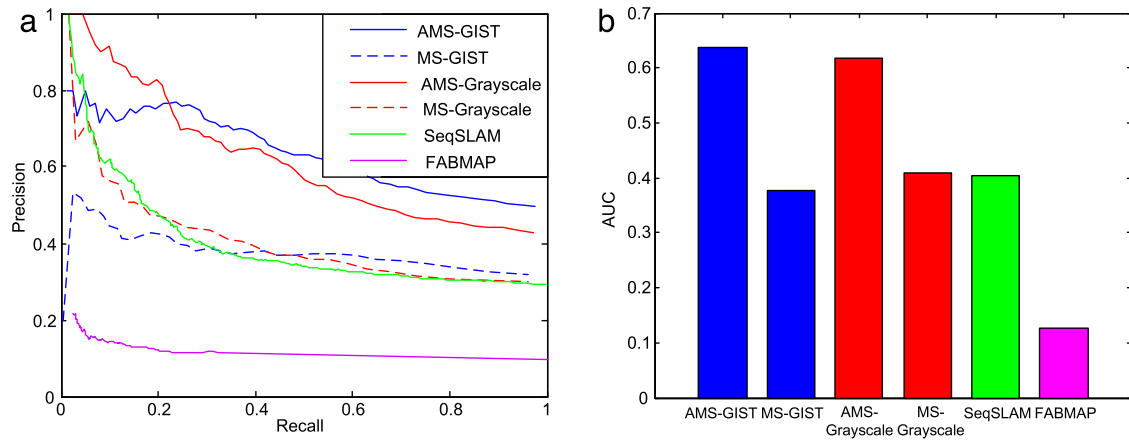 a
1
0.8
0.6
0.4
0.2
0
Precision
0
0.2
0.4
0.6
0.8
1
Recall
AMS-GIST
MS-GIST
AMS-Grayscale
MS-Grayscale
SeqSLAM
FABMAP
b
0.7
0.6
0.5
0.4
0.3
0.2
0.1
0
AUC
AMS-GIST
MS-GIST
AMS-
Grayscale
MS-
Grayscale
SeqSLAM
FABMAP